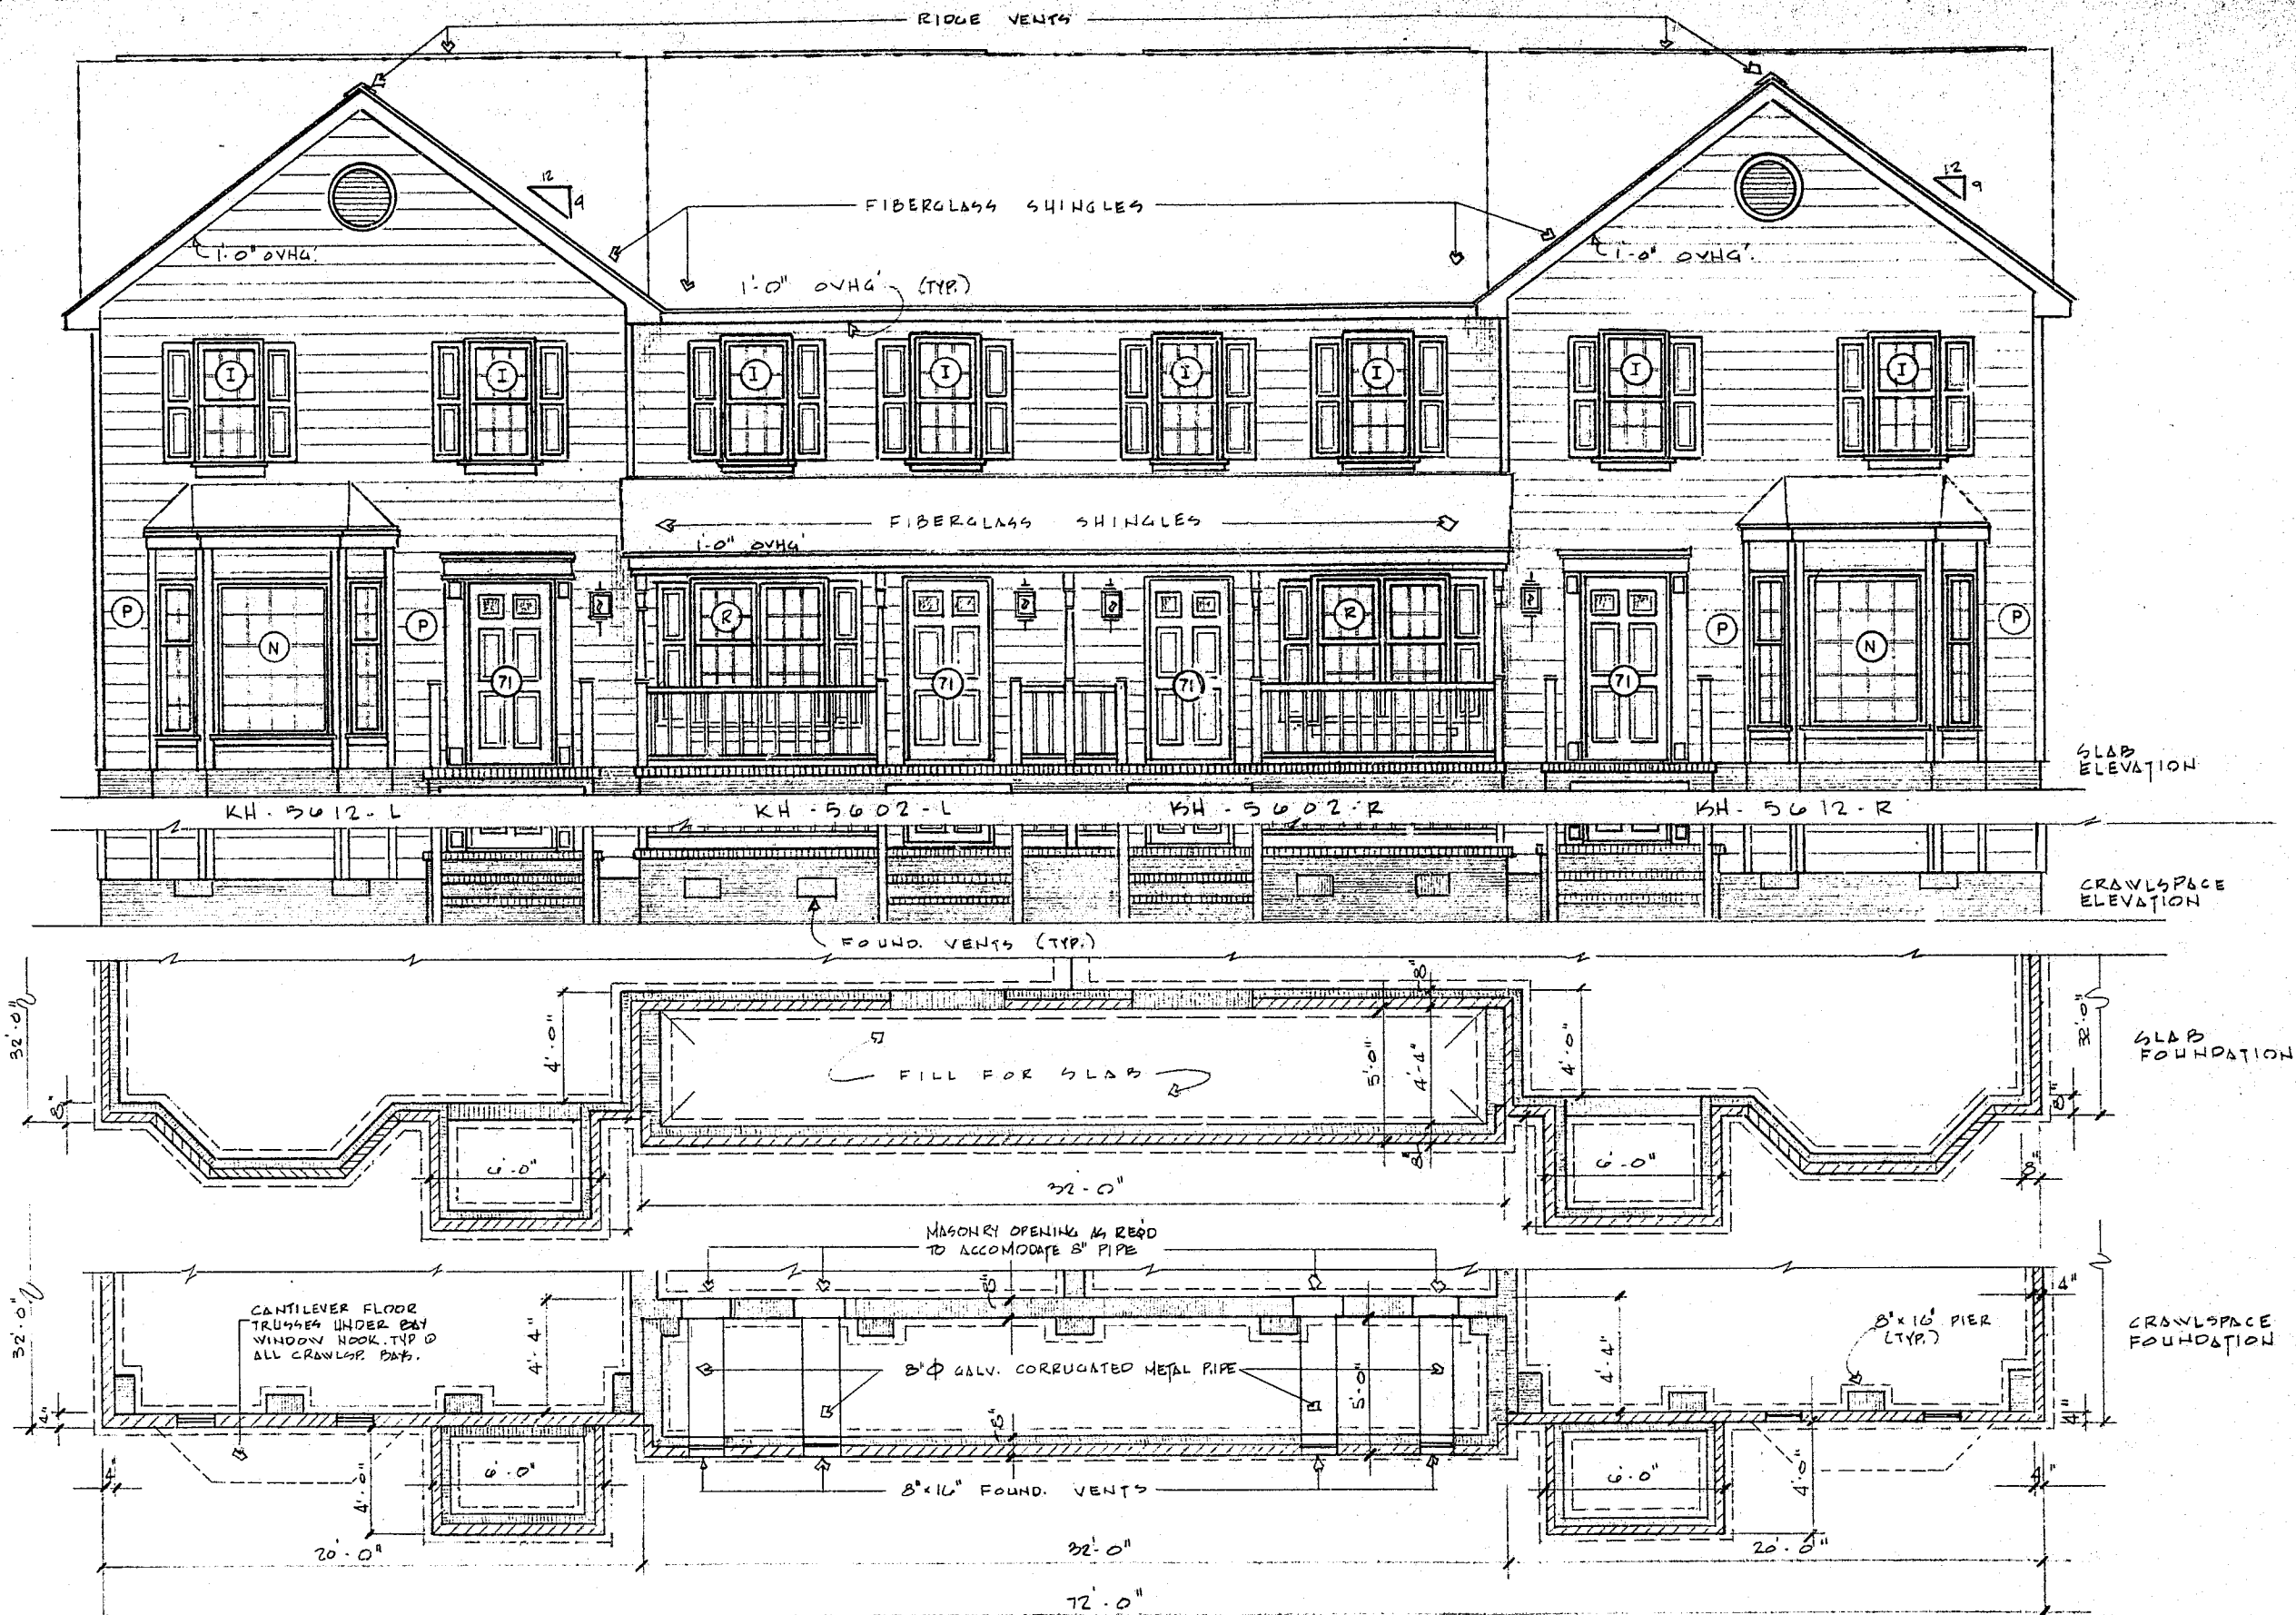 RIDGE VENTS
12
9
12
9
FIBERGLASS SHINGLES
1'-0" OVHG.
1'-0" OVHG.
1'-0" OVHG. (TYP.)
I
I
I
I
I
I
I
I
FIBERGLASS SHINGLES
1'-0" OVHG.
P
N
P
71
R
71
71
R
71
P
N
P
SLAB
ELEVATION
KH-5612-L
KH-5602-L
KH-5602-R
KH-5612-R
CRAWLSPACE
ELEVATION
FOUND. VENTS (TYP.)
32'-0"
8"
4'-0"
8"
5'-0"
4'-4"
8"
4'-0"
32'-0"
8"
8"
SLAB
FOUNDATION
FILL FOR SLAB
6'-0"
6'-0"
32'-0"
MASONRY OPENING AS REQ'D
TO ACCOMODATE 8" PIPE
32'-0"
CANTILEVER FLOOR
TRUSSES UNDER BAY
WINDOW NOOK. TYP @
ALL CRAWLSP. BAYS.
4'-4"
8"
8"Φ GALV. CORRUGATED METAL PIPE
5'-0"
8"
4'-4"
8"x16" PIER
(TYP.)
4"
CRAWLSPACE
FOUNDATION
4"
4"
4"
4'-0"
6'-0"
8"x16" FOUND. VENTS
6'-0"
4'-0"
4"
20'-0"
32'-0"
20'-0"
72'-0"